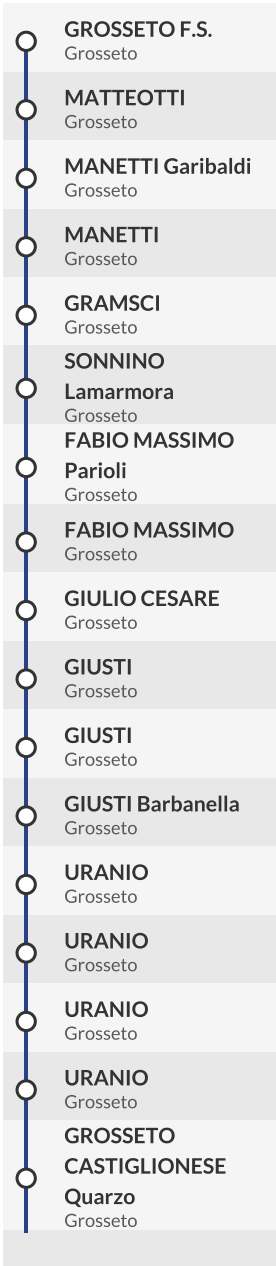 GROSSETO F.S.
Grosseto
MATTEOTTI
Grosseto
MANETTI Garibaldi
Grosseto
MANETTI
Grosseto
GRAMSCI
Grosseto
SONNINO
Lamarmora
Grosseto
FABIO MASSIMO
Parioli
Grosseto
FABIO MASSIMO
Grosseto
GIULIO CESARE
Grosseto
GIUSTI
Grosseto
GIUSTI
Grosseto
GIUSTI Barbanella
Grosseto
URANIO
Grosseto
URANIO
Grosseto
URANIO
Grosseto
URANIO
Grosseto
GROSSETO
CASTIGLIONESE
Quarzo
Grosseto